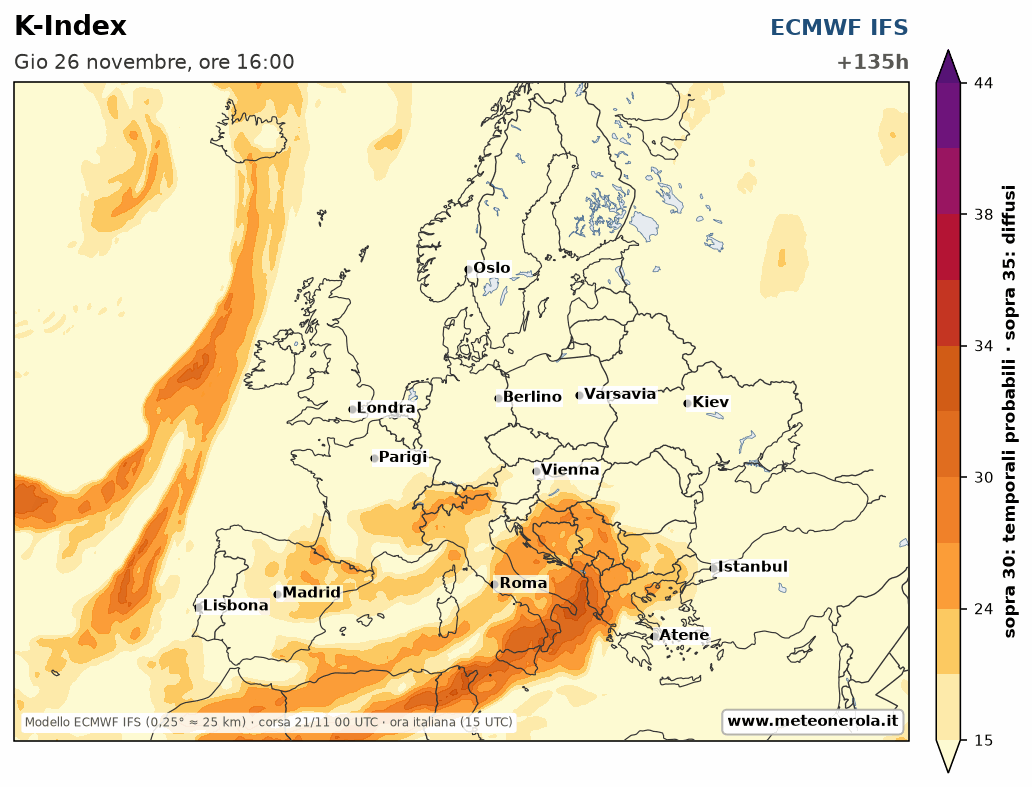 K-Index
ECMWF IFS
Gio 26 novembre, ore 16:00
+135h
44
38
34
30
24
15
sopra 30: temporali probabili · sopra 35: diffusi
Oslo
Berlino
Varsavia
Kiev
Londra
Parigi
Vienna
Istanbul
Roma
Madrid
Lisbona
Atene
Modello ECMWF IFS (0,25° ≈ 25 km) · corsa 21/11 00 UTC · ora italiana (15 UTC)
www.meteonerola.it